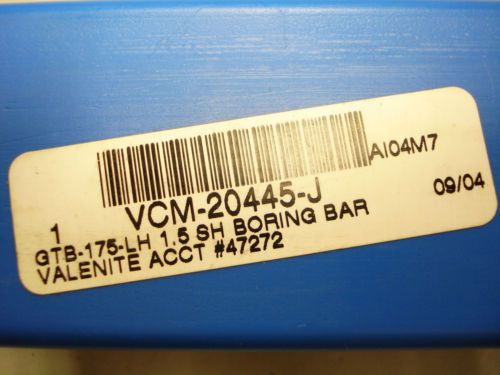 AI04M7
1 VCM-20445-J 09/04
GTB-175-LH 1.5 SH BORING BAR
VALENITE ACCT #47272